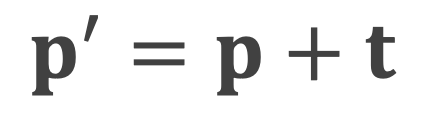 p′ = p + t